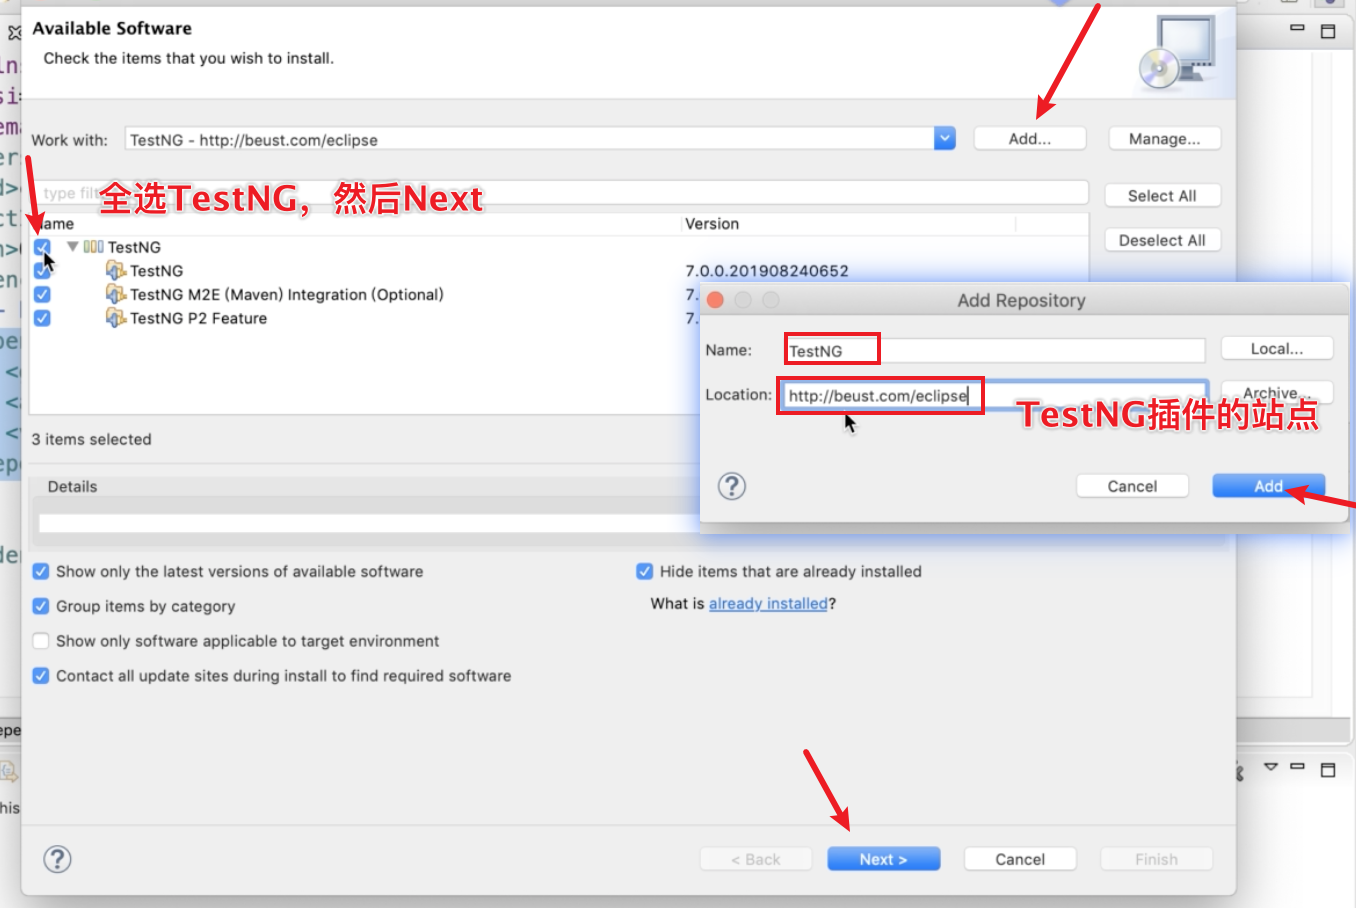 Available Software
Check the items that you wish to install.
Work with: TestNG - http://beust.com/eclipse Add... Manage...
全选TestNG，然后Next
Select All
Version
TestNG
Deselect All
TestNG 7.0.0.201908240652
TestNG M2E (Maven) Integration (Optional) 7.
TestNG P2 Feature 7.
Add Repository
Name: TestNG Local...
Location: http://beust.com/eclipse Archive...
TestNG插件的站点
3 items selected
Cancel Add
Details
Show only the latest versions of available software
Hide items that are already installed
Group items by category
What is already installed?
Show only software applicable to target environment
Contact all update sites during install to find required software
< Back Next > Cancel Finish